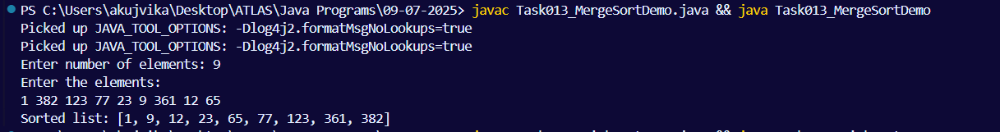 PS C:\Users\akujvika\Desktop\ATLAS\Java Programs\09-07-2025> javac Task013_MergeSortDemo.java && java Task013_MergeSortDemo
Picked up JAVA_TOOL_OPTIONS: -Dlog4j2.formatMsgNoLookups=true
Picked up JAVA_TOOL_OPTIONS: -Dlog4j2.formatMsgNoLookups=true
Enter number of elements: 9
Enter the elements:
1 382 123 77 23 9 361 12 65
Sorted list: [1, 9, 12, 23, 65, 77, 123, 361, 382]